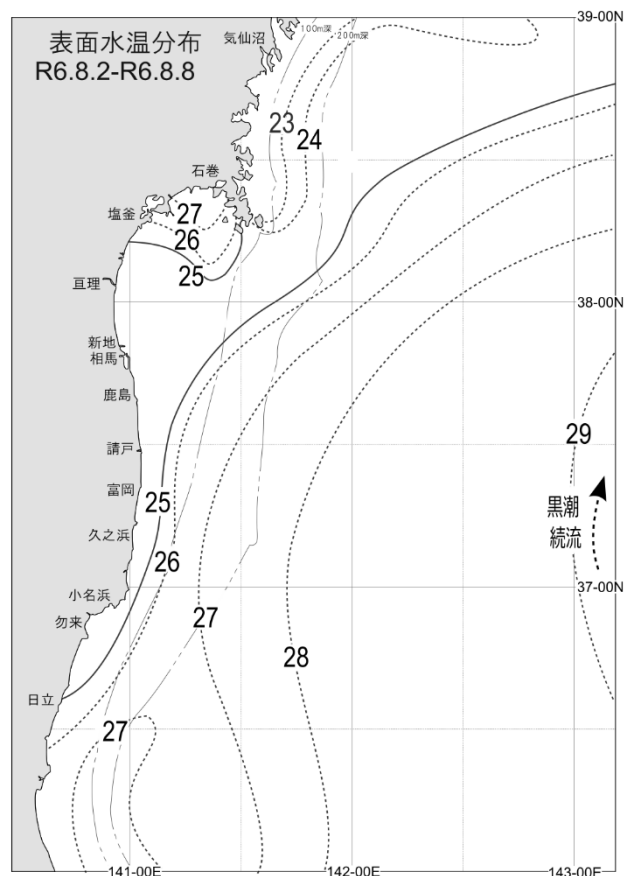 表面水温分布
R6.8.2-R6.8.8
39-00N
気仙沼
100m深
200m深
23
24
石巻
塩釜
27
26
25
亘理
38-00N
新地
相馬
鹿島
29
請戸
富岡
25
黒潮
続流
久之浜
26
37-00N
小名浜
27
勿来
28
日立
27
141-00E
142-00E
143-00E